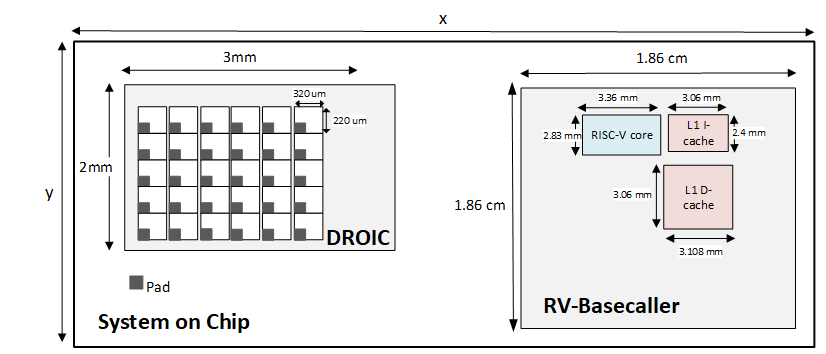 x
3mm
1.86 cm
320 um
220 um
3.36 mm
3.06 mm
2.83 mm
RISC-V core
L1 I-
cache
2.4 mm
2mm
y
1.86 cm
3.06 mm
L1 D-
cache
3.108 mm
DROIC
Pad
System on Chip
RV-Basecaller